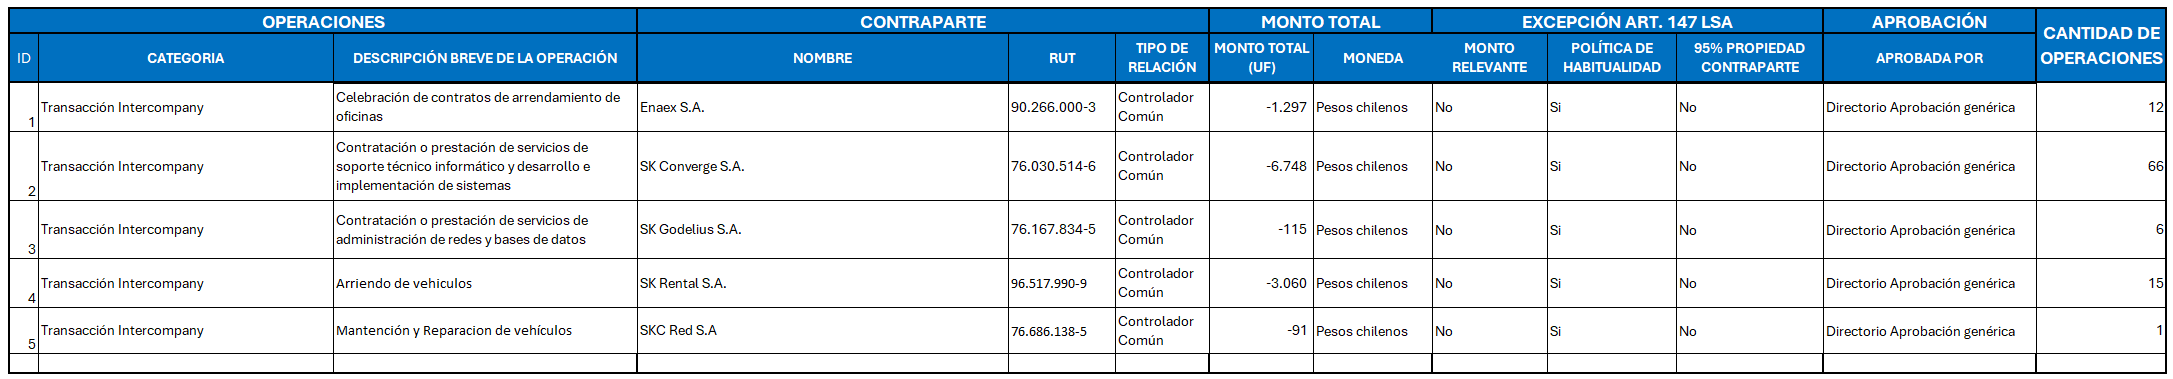 OPERACIONES CONTRAPARTE MONTO TOTAL EXCEPCIÓN ART. 147 LSA APROBACIÓN CANTIDAD DE OPERACIONES
ID CATEGORIA DESCRIPCIÓN BREVE DE LA OPERACIÓN NOMBRE RUT TIPO DE RELACIÓN MONTO TOTAL (UF) MONEDA MONTO RELEVANTE POLÍTICA DE HABITUALIDAD 95% PROPIEDAD CONTRAPARTE APROBADA POR
1 Transacción Intercompany Celebración de contratos de arrendamiento de oficinas Enaex S.A. 90.266.000-3 Controlador Común -1.297 Pesos chilenos No Si No Directorio Aprobación genérica 12
2 Transacción Intercompany Contratación o prestación de servicios de soporte técnico informático y desarrollo e implementación de sistemas SK Converge S.A. 76.030.514-6 Controlador Común -6.748 Pesos chilenos No Si No Directorio Aprobación genérica 66
3 Transacción Intercompany Contratación o prestación de servicios de administración de redes y bases de datos SK Godelius S.A. 76.167.834-5 Controlador Común -115 Pesos chilenos No Si No Directorio Aprobación genérica 6
4 Transacción Intercompany Arriendo de vehiculos SK Rental S.A. 96.517.990-9 Controlador Común -3.060 Pesos chilenos No Si No Directorio Aprobación genérica 15
5 Transacción Intercompany Mantención y Reparacion de vehículos SKC Red S.A 76.686.138-5 Controlador Común -91 Pesos chilenos No Si No Directorio Aprobación genérica 1